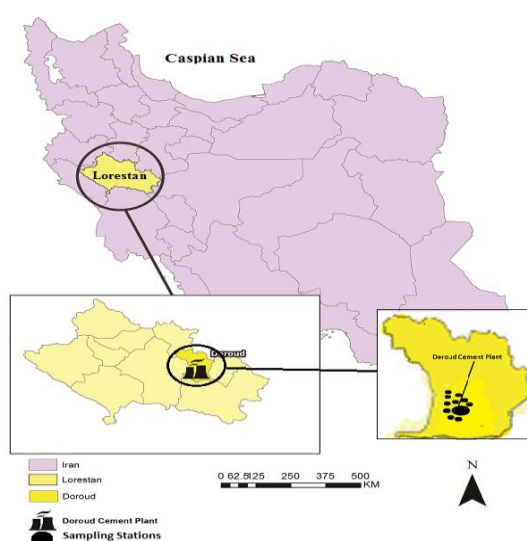 Caspian Sea
Lorestan
Doroud
Deroud Cement Plant
Iran
Lorestan
Doroud
Doroud Cement Plant
Sampling Stations
0 62.5125 250 375 500
KM
N